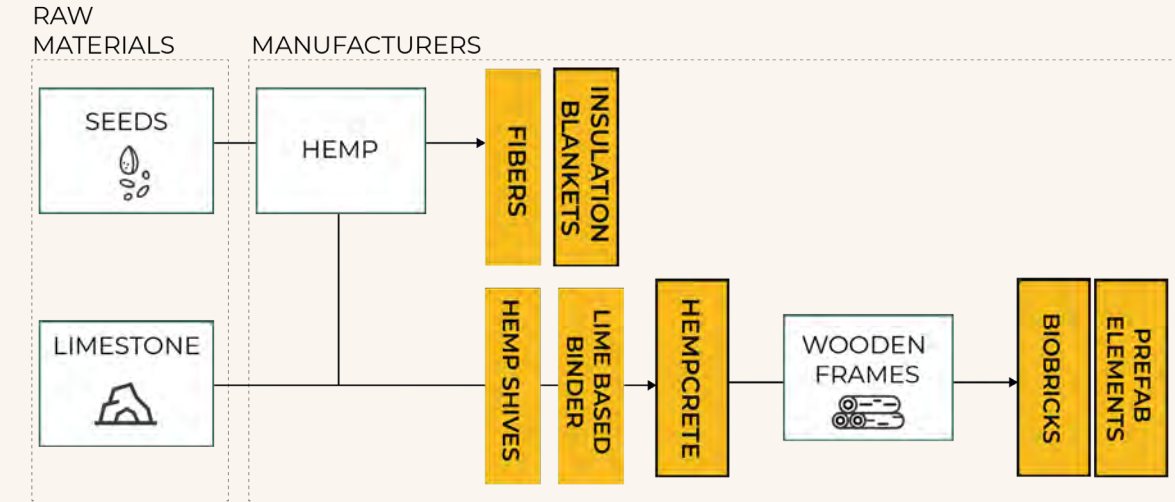 RAW
MATERIALS
MANUFACTURERS
SEEDS
HEMP
FIBERS
INSULATION
BLANKETS
LIMESTONE
HEMP SHIVES
LIME BASED
BINDER
HEMPCRETE
WOODEN
FRAMES
BIOBRICKS
PREFAB
ELEMENTS